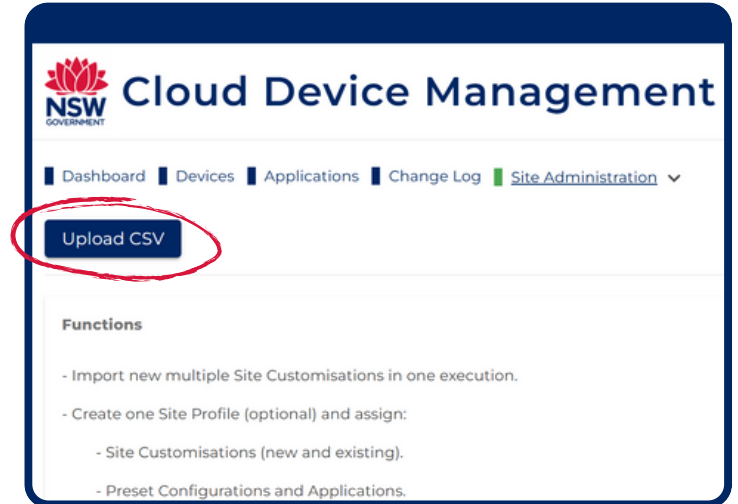 NSW
GOVERNMENT
Cloud Device Management
Dashboard Devices Applications Change Log Site Administration
Upload CSV
Functions
- Import new multiple Site Customisations in one execution.
- Create one Site Profile (optional) and assign:
- Site Customisations (new and existing).
- Preset Configurations and Applications.